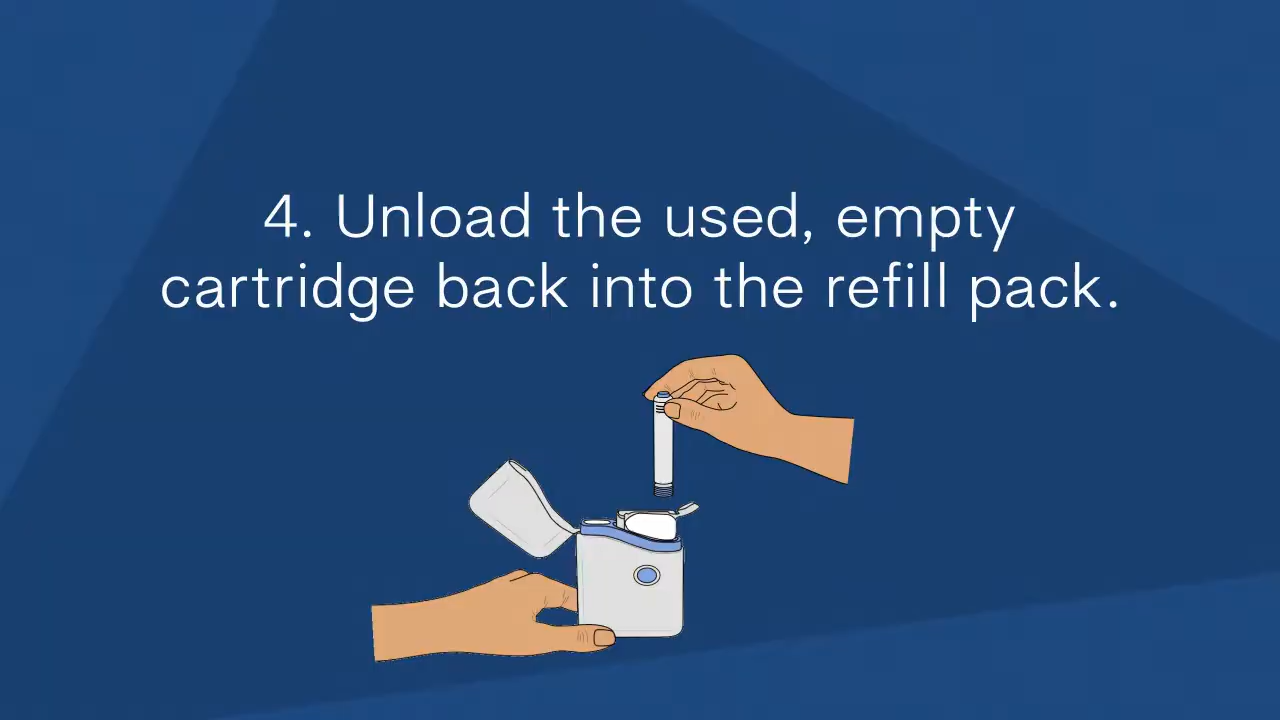 4. Unload the used, empty
cartridge back into the refill pack.